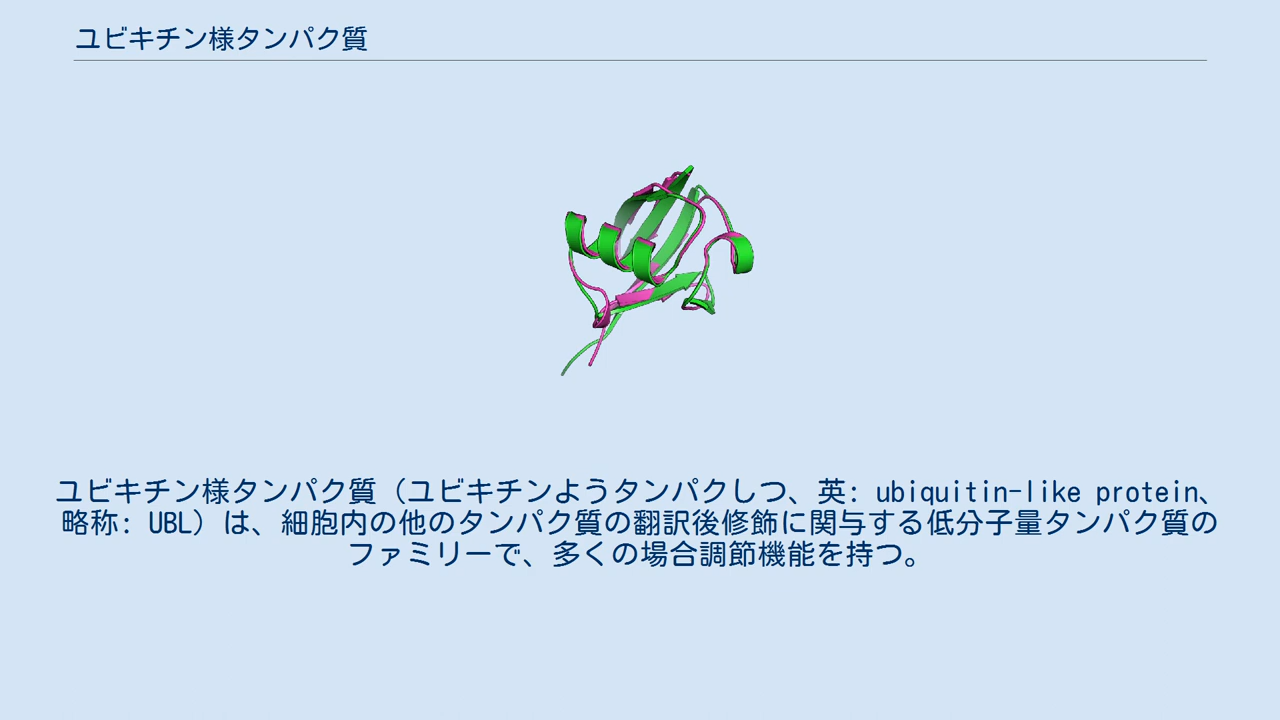 ユビキチン様タンパク質
ユビキチン様タンパク質（ユビキチンようタンパクしつ、英: ubiquitin-like protein、
略称: UBL）は、細胞内の他のタンパク質の翻訳後修飾に関与する低分子量タンパク質の
ファミリーで、多くの場合調節機能を持つ。